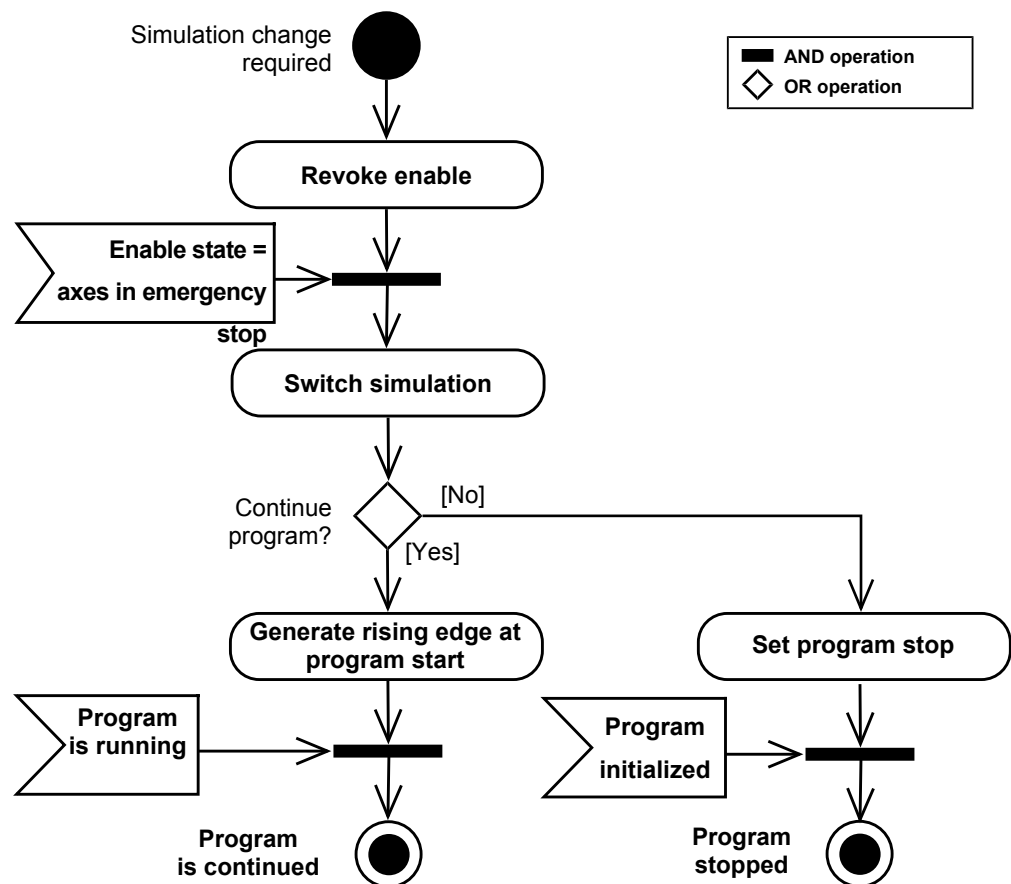 Simulation change
required
AND operation
OR operation
Revoke enable
Enable state =
axes in emergency
stop
Switch simulation
Continue
program?
[No]
[Yes]
Generate rising edge at
program start
Set program stop
Program
is running
Program
initialized
Program
is continued
Program
stopped